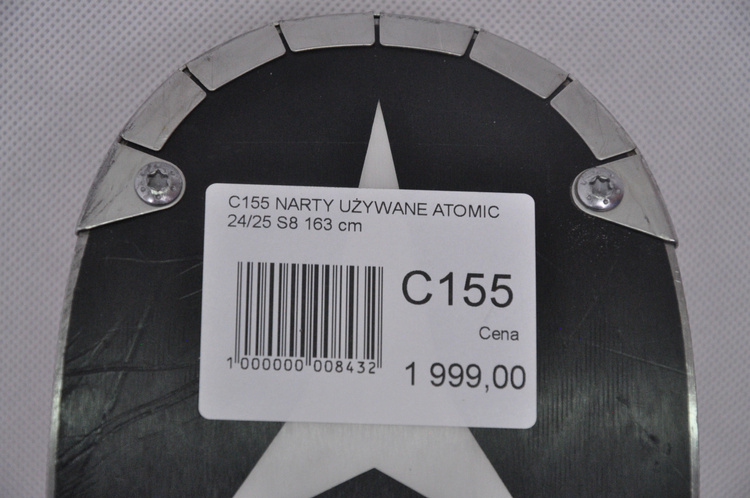 C155 NARTY UŻYWANE ATOMIC
24/25 S8 163 cm
C155
Cena
1 999,00
1 000000 008432